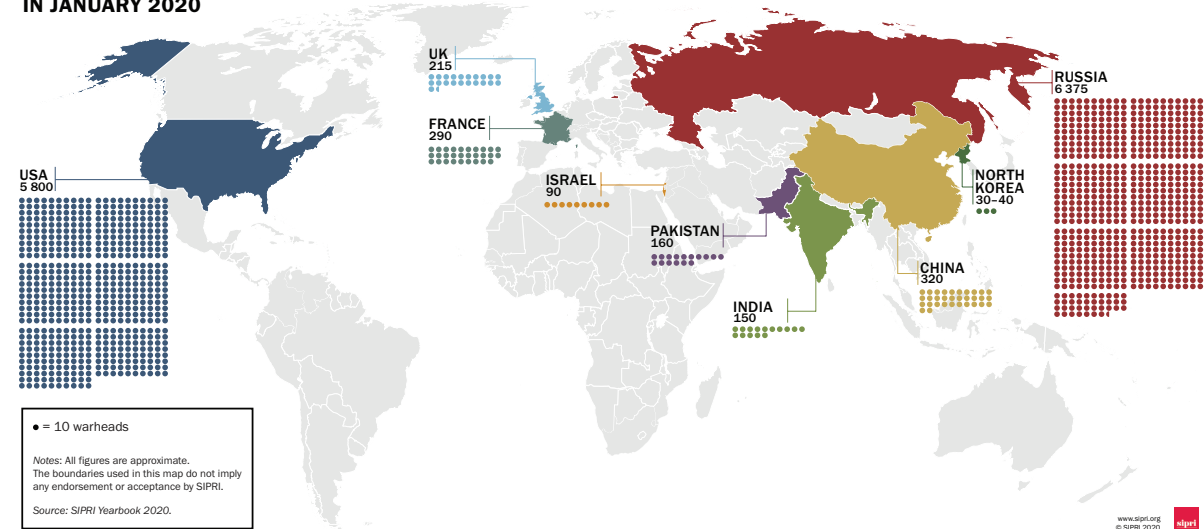 IN JANUARY 2020
UK
215
FRANCE
290
USA
5 800
ISRAEL
90
PAKISTAN
160
INDIA
150
CHINA
320
NORTH
KOREA
30–40
RUSSIA
6 375
= 10 warheads
Notes: All figures are approximate.
The boundaries used in this map do not imply
any endorsement or acceptance by SIPRI.
Source: SIPRI Yearbook 2020.
www.sipri.org
© SIPRI 2020
sipri